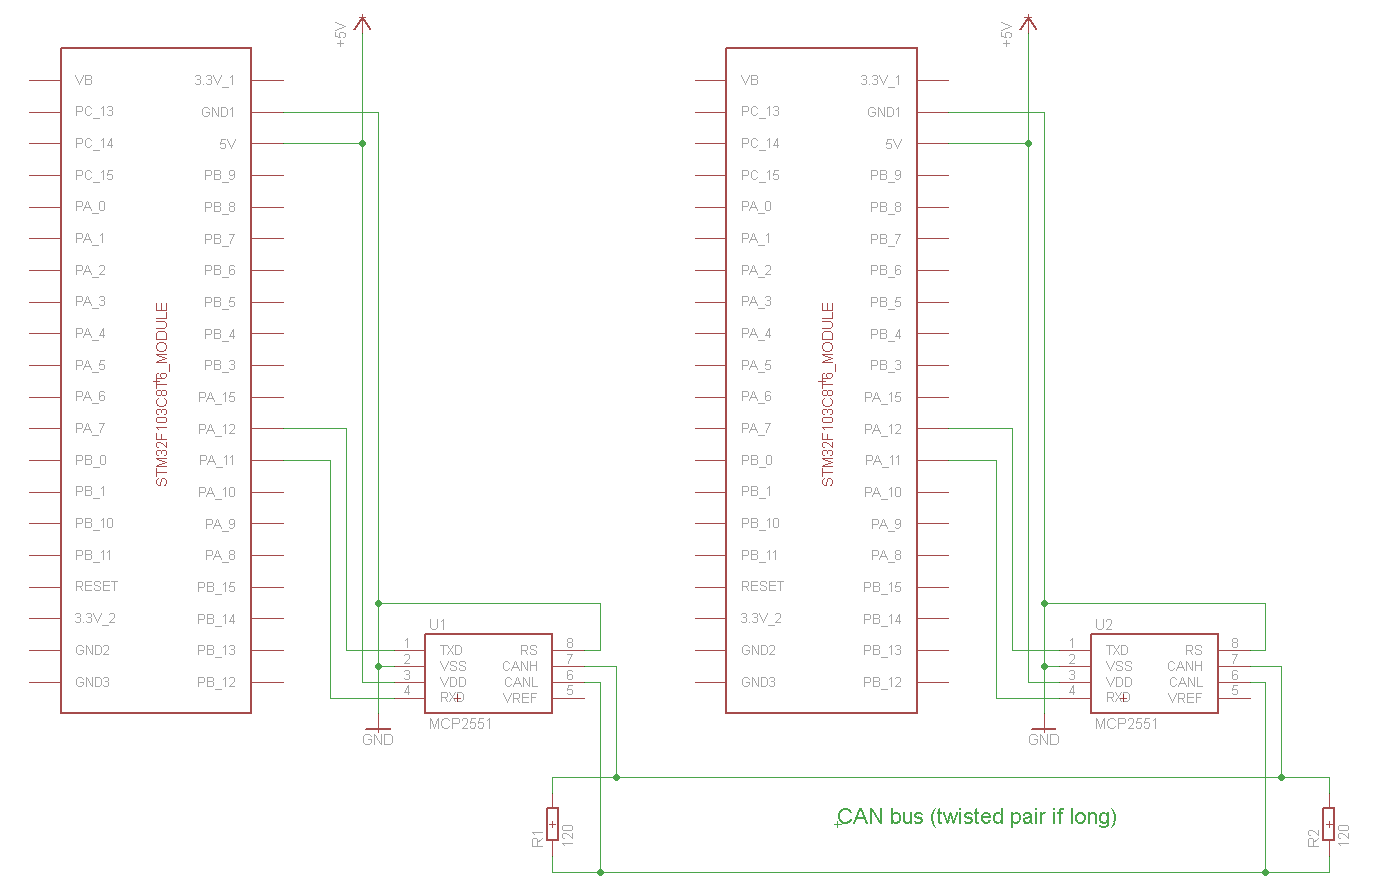 +5V
+5V
VB 3.3V_1
PC_13 GND1
PC_14 5V
PC_15 PB_9
PA_0 PB_8
PA_1 PB_7
PA_2 PB_6
PA_3 PB_5
PA_4 PB_4
PA_5 PB_3
PA_6 PA_15
PA_7 PA_12
PB_0 PA_11
PB_1 PA_10
PB_10 PA_9
PB_11 PA_8
RESET PB_15
3.3V_2 PB_14
GND2 PB_13
GND3 PB_12
STM32F103C8T6_MODULE
VB 3.3V_1
PC_13 GND1
PC_14 5V
PC_15 PB_9
PA_0 PB_8
PA_1 PB_7
PA_2 PB_6
PA_3 PB_5
PA_4 PB_4
PA_5 PB_3
PA_6 PA_15
PA_7 PA_12
PB_0 PA_11
PB_1 PA_10
PB_10 PA_9
PB_11 PA_8
RESET PB_15
3.3V_2 PB_14
GND2 PB_13
GND3 PB_12
STM32F103C8T6_MODULE
U1
1 TXD RS 8
2 VSS CANH 7
3 VDD CANL 6
4 RXD VREF 5
MCP2551
GND
U2
1 TXD RS 8
2 VSS CANH 7
3 VDD CANL 6
4 RXD VREF 5
MCP2551
GND
R1
120
CAN bus (twisted pair if long)
R2
120